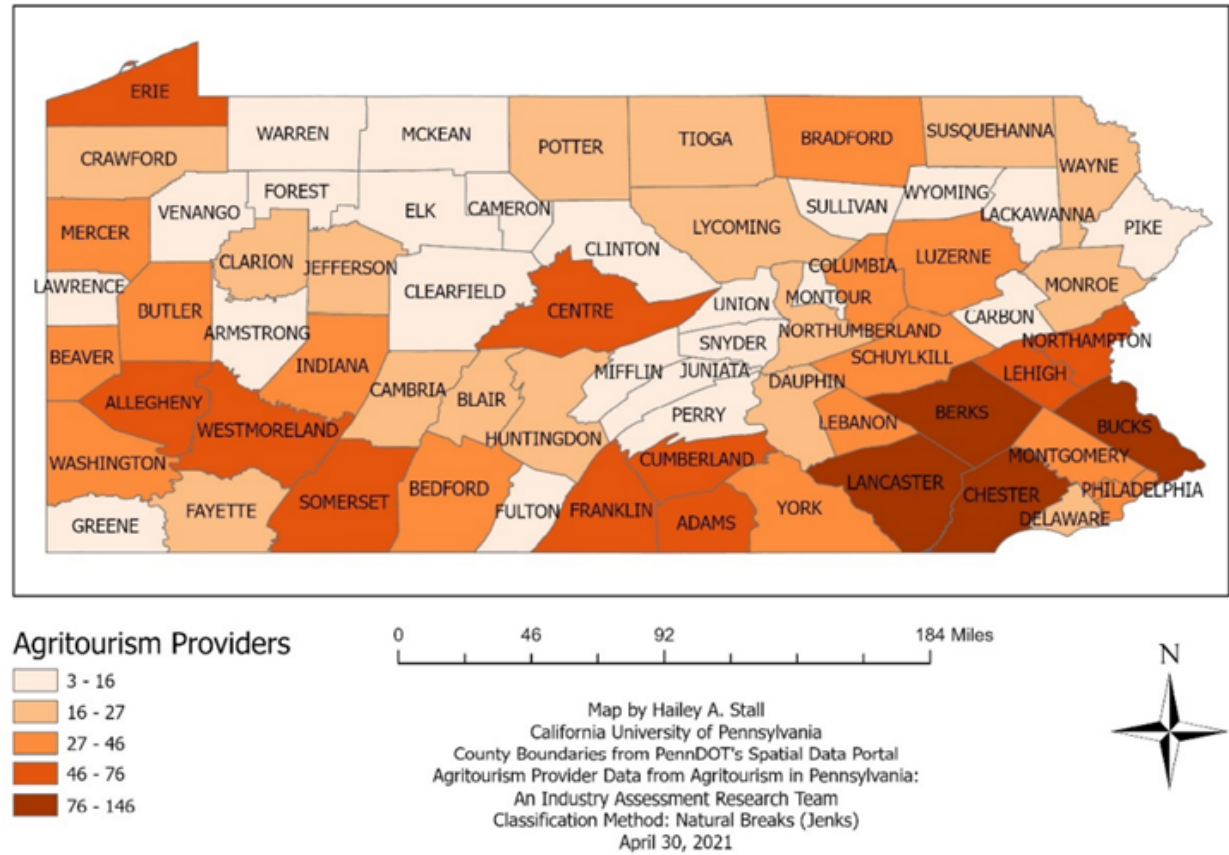 ERIE
WARREN
MCKEAN
POTTER
TIOGA
BRADFORD
SUSQUEHANNA
CRAWFORD
WAYNE
FOREST
VENANGO
ELK
CAMERON
SULLIVAN
WYOMING
LACKAWANNA
PIKE
MERCER
CLARION
JEFFERSON
CLINTON
LYCOMING
COLUMBIA
LUZERNE
LAWRENCE
BUTLER
CLEARFIELD
CENTRE
UNION
MONTOUR
MONROE
ARMSTRONG
CARBON
BEAVER
INDIANA
SNYDER
NORTHUMBERLAND
NORTHAMPTON
MIFFLIN
JUNIATA
SCHUYLKILL
LEHIGH
ALLEGHENY
CAMBRIA
BLAIR
DAUPHIN
PERRY
BERKS
WESTMORELAND
HUNTINGDON
LEBANON
BUCKS
WASHINGTON
CUMBERLAND
MONTGOMERY
SOMERSET
BEDFORD
LANCASTER
CHESTER
PHILADELPHIA
GREENE
FAYETTE
FULTON
FRANKLIN
ADAMS
YORK
DELAWARE
Agritourism Providers
3 - 16
16 - 27
27 - 46
46 - 76
76 - 146
0 46 92 184 Miles
Map by Hailey A. Stall
California University of Pennsylvania
County Boundaries from PennDOT's Spatial Data Portal
Agritourism Provider Data from Agritourism in Pennsylvania:
An Industry Assessment Research Team
Classification Method: Natural Breaks (Jenks)
April 30, 2021
N